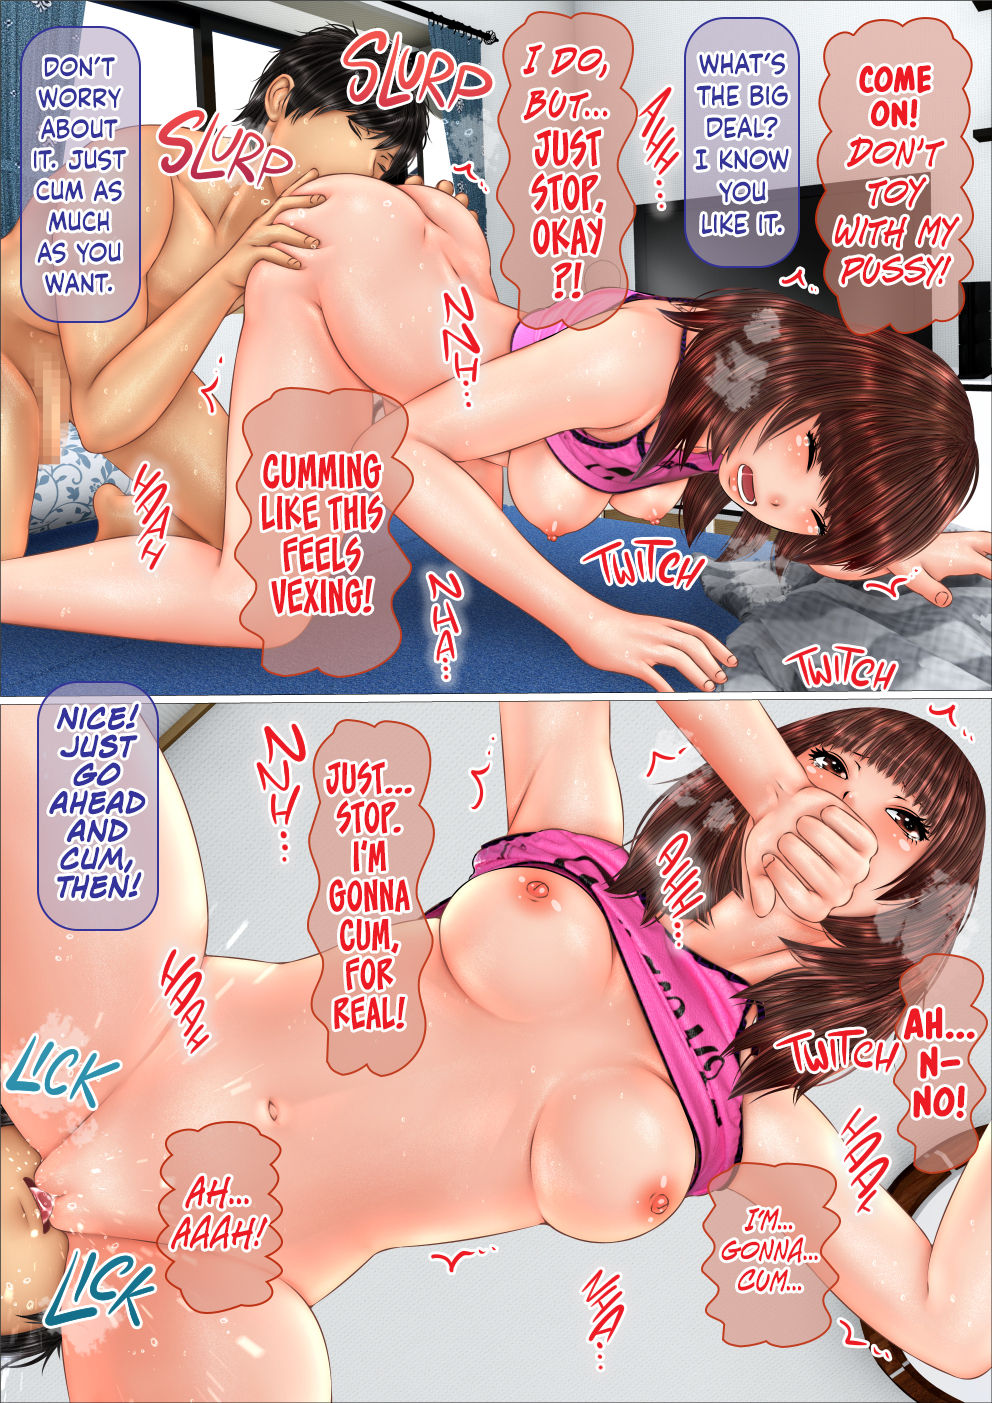 COME
ON!
DON'T
TOY
WITH MY
PUSSY!
WHAT'S
THE BIG
DEAL?
I KNOW
YOU
LIKE IT.
AHH...
I DO,
BUT...
JUST
STOP,
OKAY
?!
SLURP
SLURP
DON'T
WORRY
ABOUT
IT. JUST
CUM AS
MUCH
AS YOU
WANT.
NNH...
CUMMING
LIKE THIS
FEELS
VEXING!
HAAH
NHA...
TWITCH
TWITCH
NICE!
JUST
GO
AHEAD
AND
CUM,
THEN!
NNH...
JUST...
STOP.
I'M
GONNA
CUM,
FOR
REAL!
AHH...
HAAH
AH...
N-
NO!
TWITCH
LICK
HAAH
AH...
AAAH!
I'M...
GONNA...
CUM...
LICK
NHA...